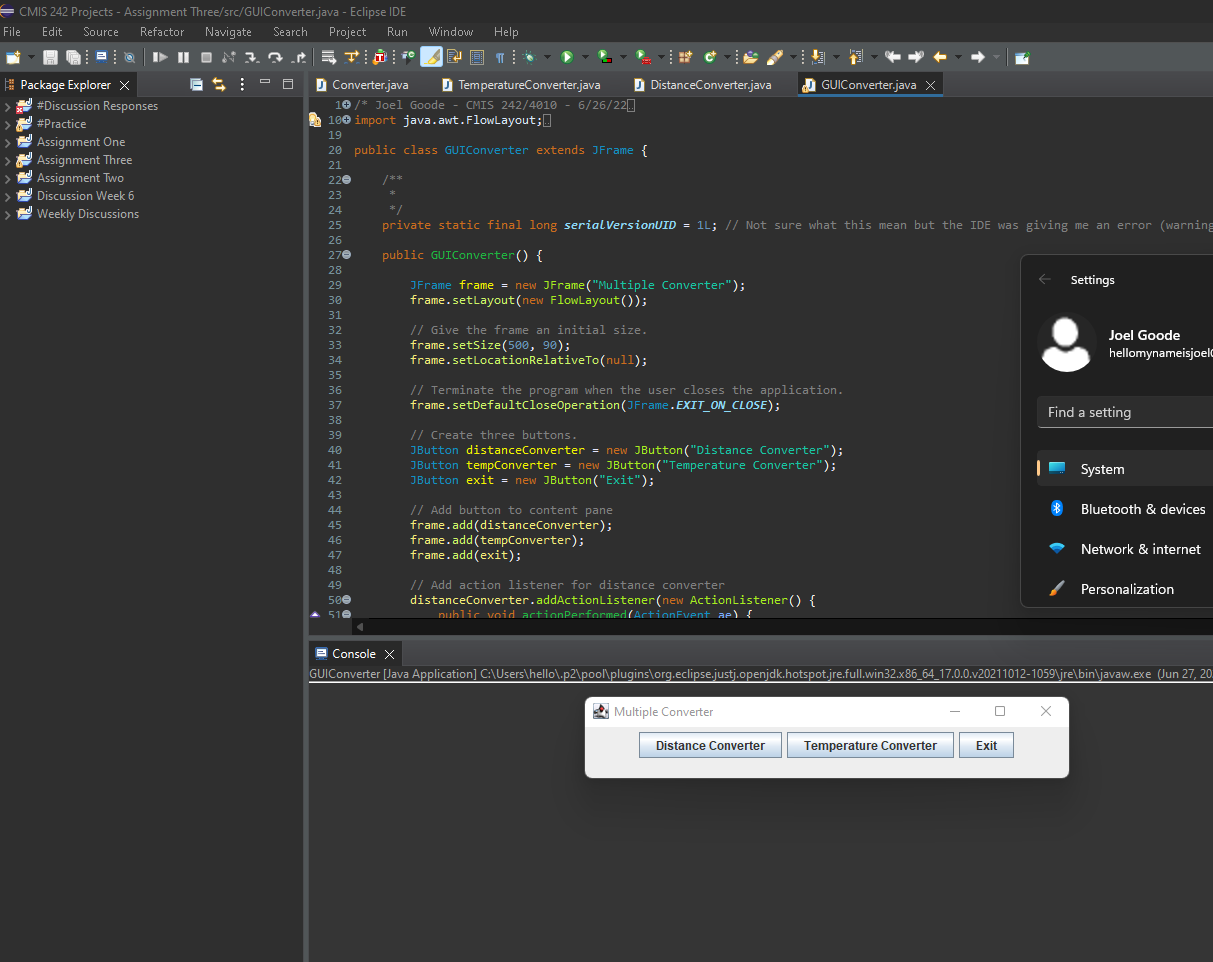 CMIS 242 Projects - Assignment Three/src/GUIConverter.java - Eclipse IDE
File Edit Source Refactor Navigate Search Project Run Window Help
Package Explorer
#Discussion Responses
#Practice
Assignment One
Assignment Three
Assignment Two
Discussion Week 6
Weekly Discussions
Converter.java TemperatureConverter.java DistanceConverter.java GUIConverter.java
1 /* Joel Goode - CMIS 242/4010 - 6/26/22
10 import java.awt.FlowLayout;
19
20 public class GUIConverter extends JFrame {
21
22 /**
23 *
24 */
25 private static final long serialVersionUID = 1L; // Not sure what this mean but the IDE was giving me an error (warning
26
27 public GUIConverter() {
28
29 JFrame frame = new JFrame("Multiple Converter");
30 frame.setLayout(new FlowLayout());
31
32 // Give the frame an initial size.
33 frame.setSize(500, 90);
34 frame.setLocationRelativeTo(null);
35
36 // Terminate the program when the user closes the application.
37 frame.setDefaultCloseOperation(JFrame.EXIT_ON_CLOSE);
38
39 // Create three buttons.
40 JButton distanceConverter = new JButton("Distance Converter");
41 JButton tempConverter = new JButton("Temperature Converter");
42 JButton exit = new JButton("Exit");
43
44 // Add button to content pane
45 frame.add(distanceConverter);
46 frame.add(tempConverter);
47 frame.add(exit);
48
49 // Add action listener for distance converter
50 distanceConverter.addActionListener(new ActionListener() {
51 public void actionPerformed(ActionEvent ae) {
Settings
Joel Goode
hellomynameisjoel
Find a setting
System
Bluetooth & devices
Network & internet
Personalization
Console
GUIConverter [Java Application] C:\Users\hello\.p2\pool\plugins\org.eclipse.justj.openjdk.hotspot.jre.full.win32.x86_64_17.0.0.v20211012-1059\jre\bin\javaw.exe (Jun 27, 202
Multiple Converter
Distance Converter Temperature Converter Exit